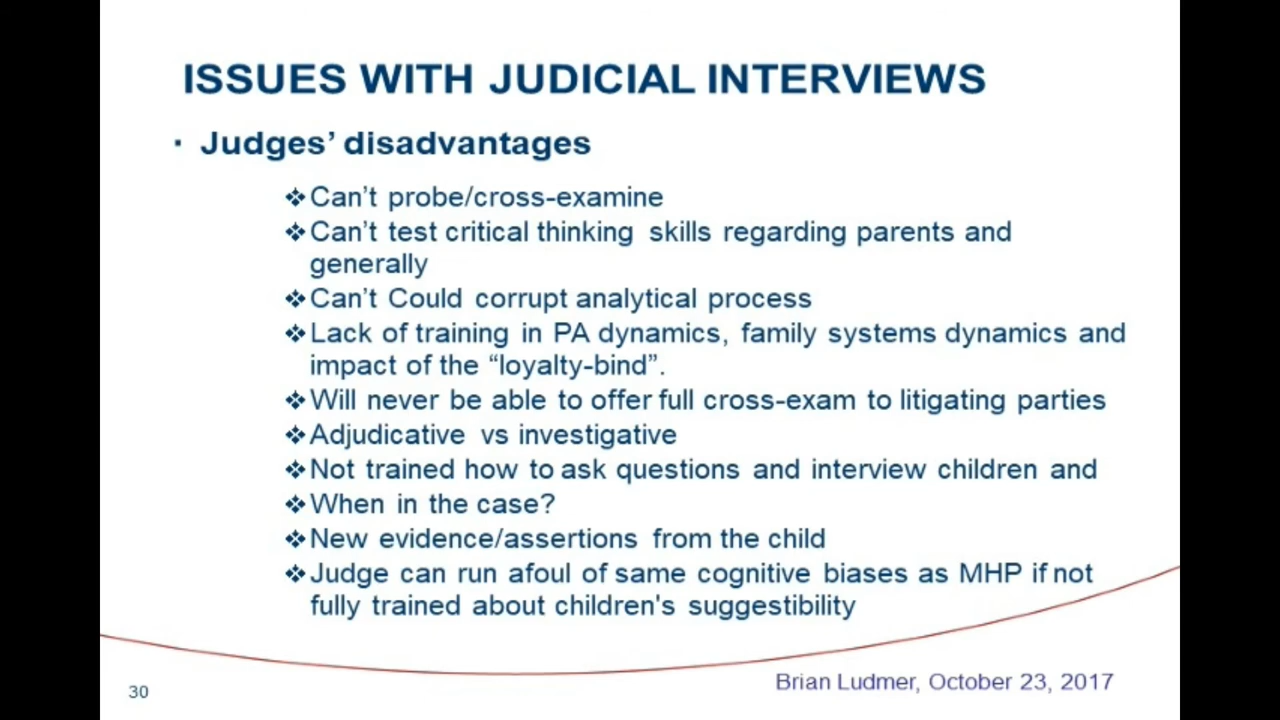 ISSUES WITH JUDICIAL INTERVIEWS
· Judges’ disadvantages
❖Can’t probe/cross-examine
❖Can’t test critical thinking skills regarding parents and
generally
❖Can’t Could corrupt analytical process
❖Lack of training in PA dynamics, family systems dynamics and
impact of the “loyalty-bind”.
❖Will never be able to offer full cross-exam to litigating parties
❖Adjudicative vs investigative
❖Not trained how to ask questions and interview children and
❖When in the case?
❖New evidence/assertions from the child
❖Judge can run afoul of same cognitive biases as MHP if not
fully trained about children's suggestibility
30
Brian Ludmer, October 23, 2017